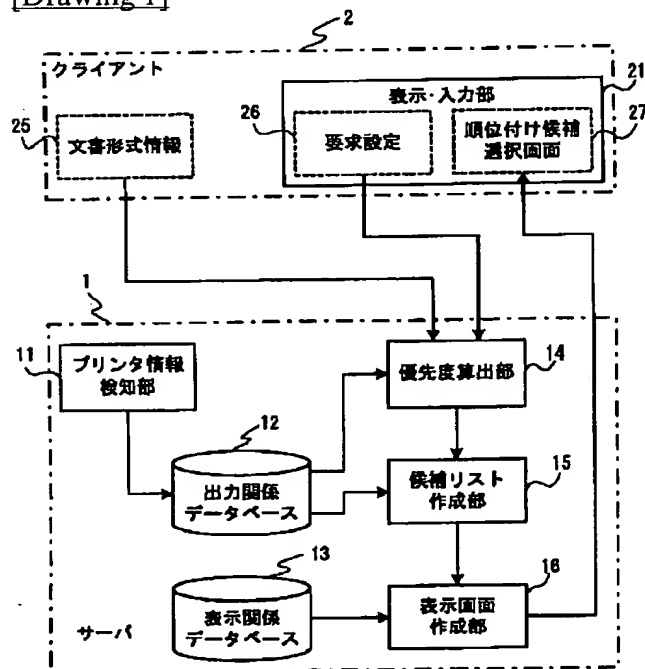 [Drawing 1]
2
クライアント
21
表示・入力部
25
文書形式情報
26
要求設定
27
順位付け候補
選択画面
1
11
プリンタ情報
検知部
14
優先度算出部
12
出力関係
データベース
15
候補リスト
作成部
13
表示関係
データベース
16
表示画面
作成部
サーバ